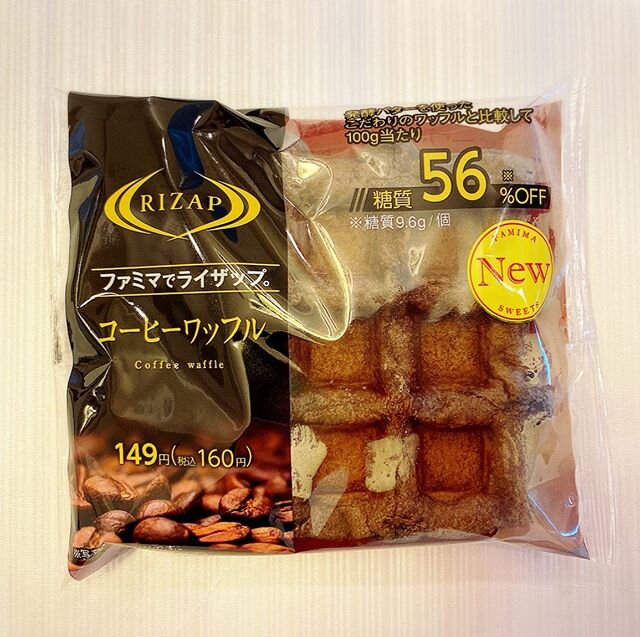 発酵バターを使った
こだわりのワッフルと比較して
100g当たり
糖質56%OFF※
※糖質9.6g/個
RIZAP
ファミマでライザップ。
コーヒーワッフル
Coffee waffle
149円(税込160円)
FAMIMA
New
SWEETS
※写